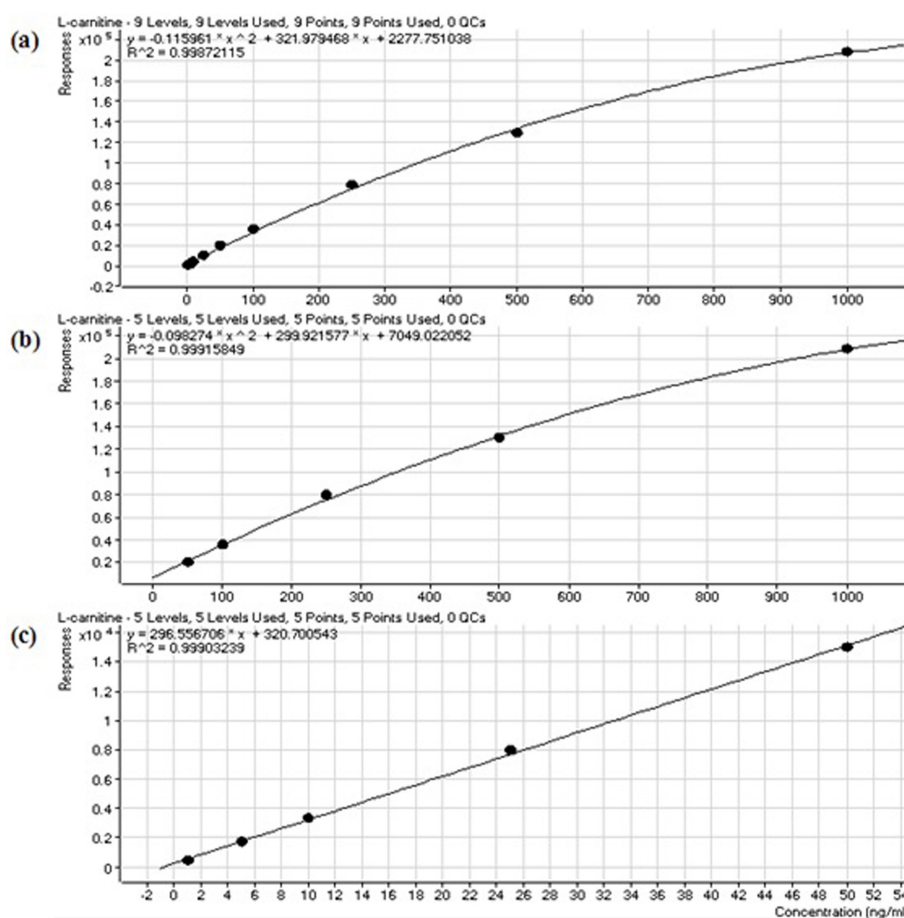 (a)
L-carnitine - 9 Levels, 9 Levels Used, 9 Points, 9 Points Used, 0 QCs
y = -0.115961 * x ^ 2 + 321.979468 * x + 2277.751038
R^2 = 0.99872115
Responses
x10 5
2
1.8
1.6
1.4
1.2
1
0.8
0.6
0.4
0.2
0
-0.2
0 100 200 300 400 500 600 700 800 900 1000
(b)
L-carnitine - 5 Levels, 5 Levels Used, 5 Points, 5 Points Used, 0 QCs
y = -0.098274 * x ^ 2 + 299.921577 * x + 7049.022052
R^2 = 0.99915849
Responses
x10 5
2
1.8
1.6
1.4
1.2
1
0.8
0.6
0.4
0.2
0 100 200 300 400 500 600 700 800 900 1000
(c)
L-carnitine - 5 Levels, 5 Levels Used, 5 Points, 5 Points Used, 0 QCs
y = 296.556706 * x + 320.700543
R^2 = 0.99903239
Responses
x10 4
1.4
1.2
1
0.8
0.6
0.4
0.2
0
-2 0 2 4 6 8 10 12 14 16 18 20 22 24 26 28 30 32 34 36 38 40 42 44 46 48 50 52 54
Concentration (ng/ml